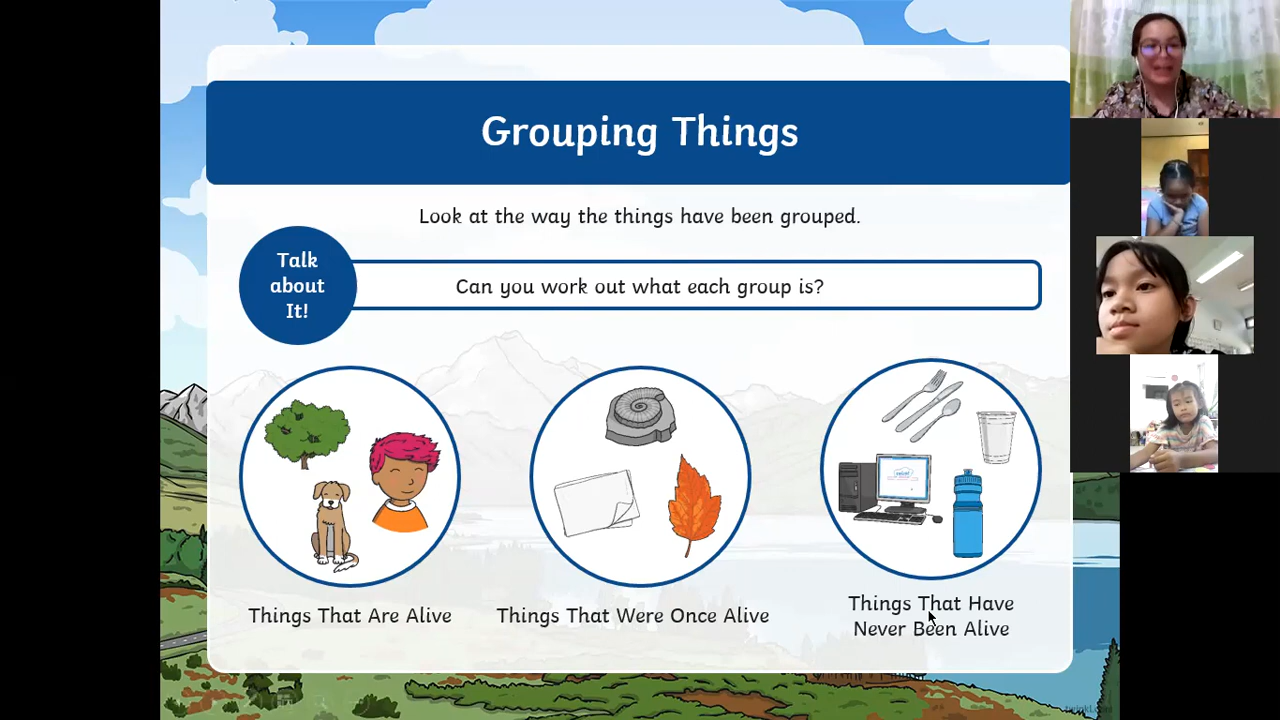 Grouping Things
Look at the way the things have been grouped.
Talk
about
It!
Can you work out what each group is?
Things That Are Alive
Things That Were Once Alive
Things That Have
Never Been Alive